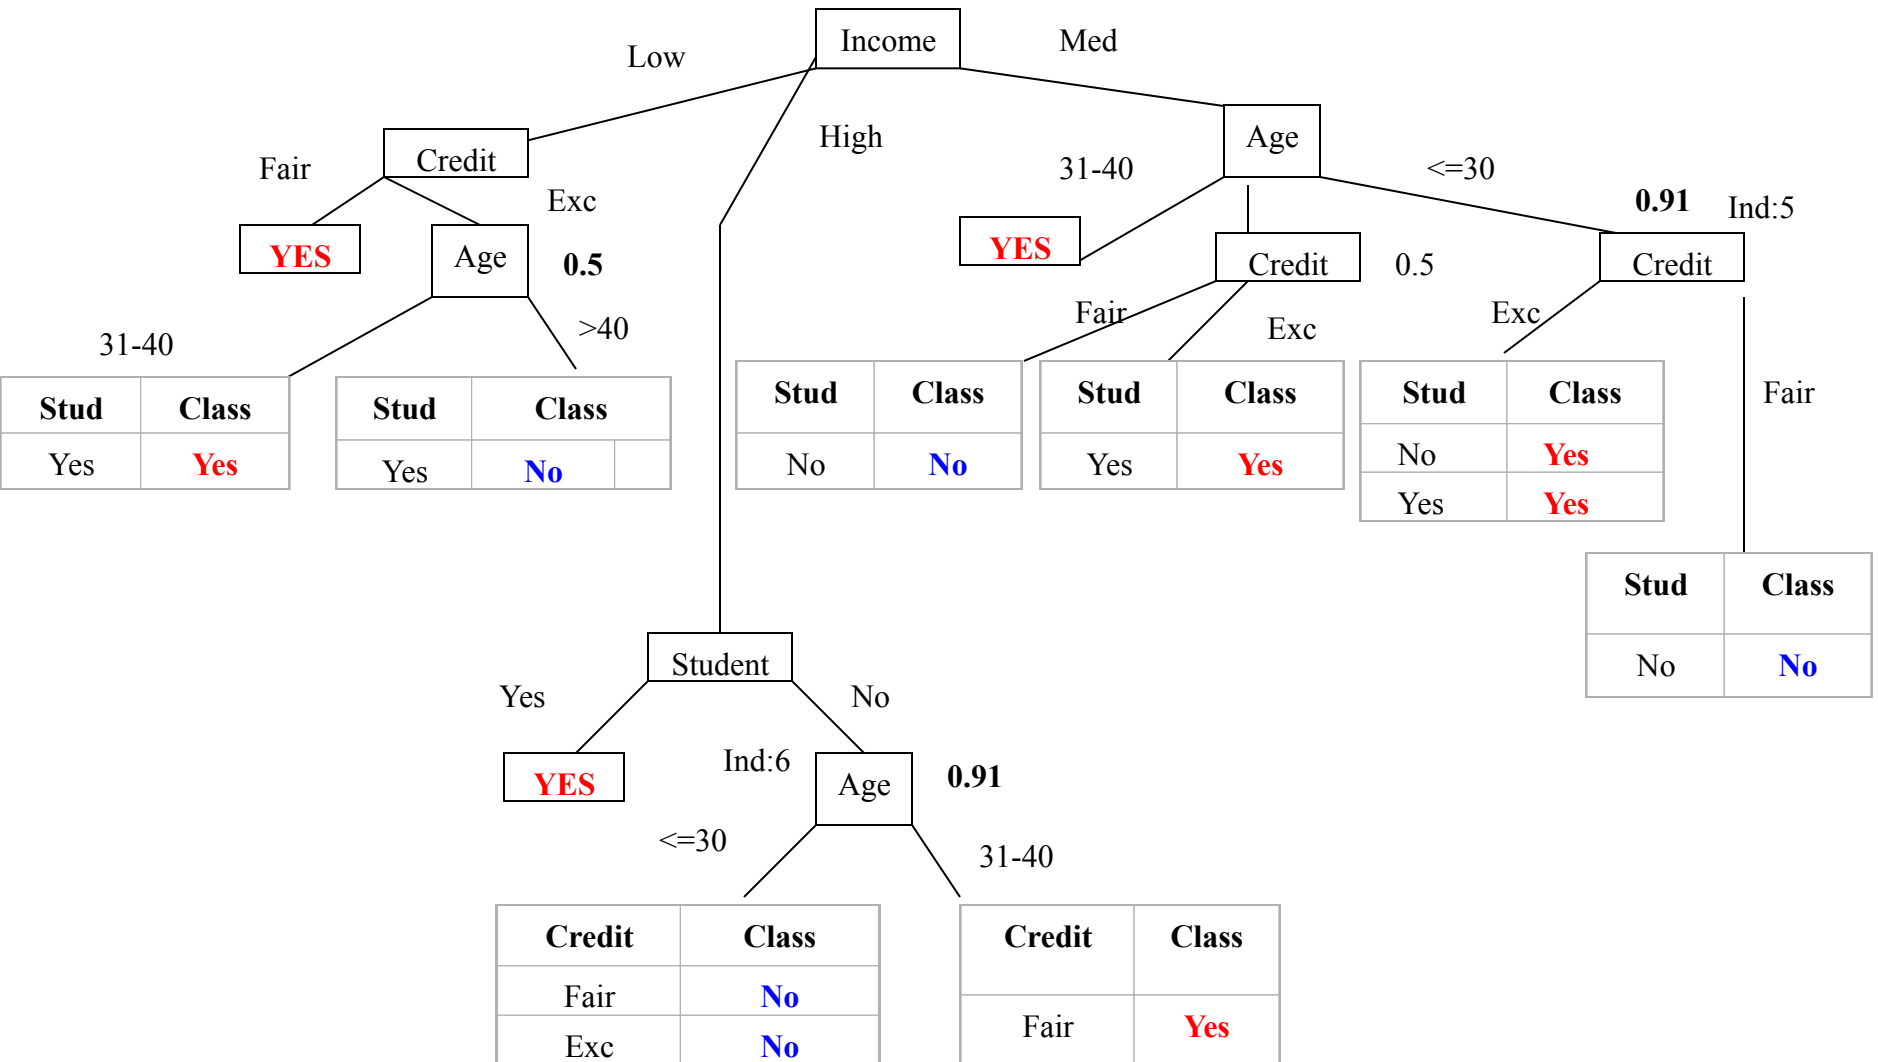 Income
Low
Med
High
Credit
Age
Fair
Exc
31-40
<=30
0.91
Ind:5
YES
Age
0.5
YES
Credit
0.5
Credit
31-40
>40
Fair
Exc
Exc
Fair
Stud Class
Yes Yes
Stud Class
Yes No
Stud Class
No No
Stud Class
Yes Yes
Stud Class
No Yes
Yes Yes
Stud Class
No No
Student
Yes
No
YES
Ind:6
Age
0.91
<=30
31-40
Credit Class
Fair No
Exc No
Credit Class
Fair Yes